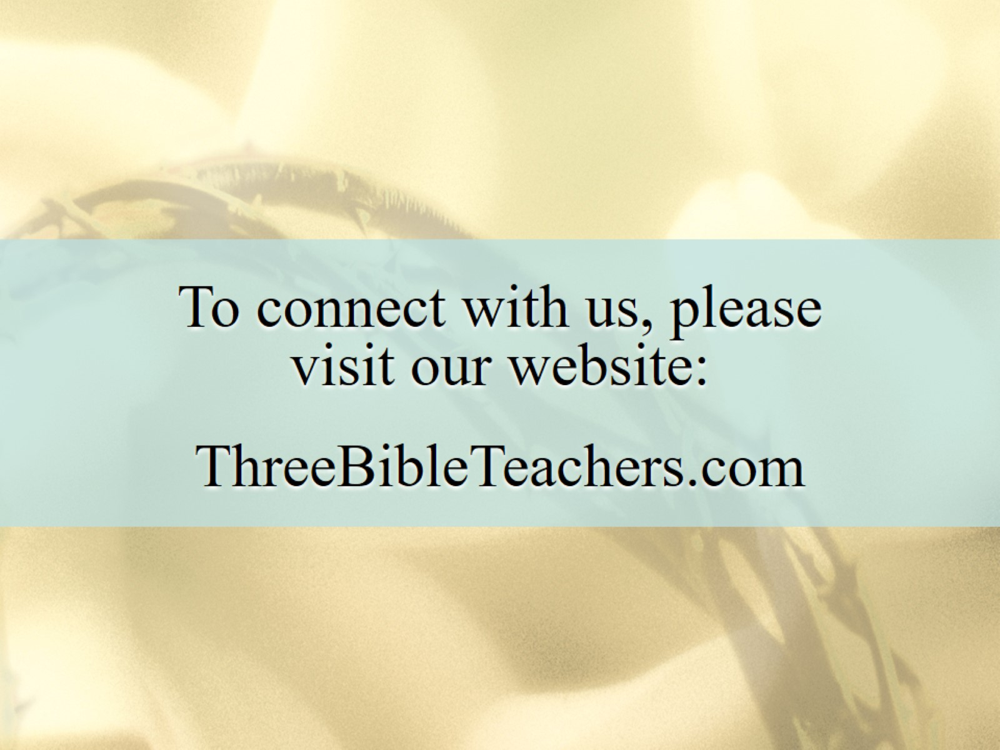 To connect with us, please
visit our website:
ThreeBibleTeachers.com